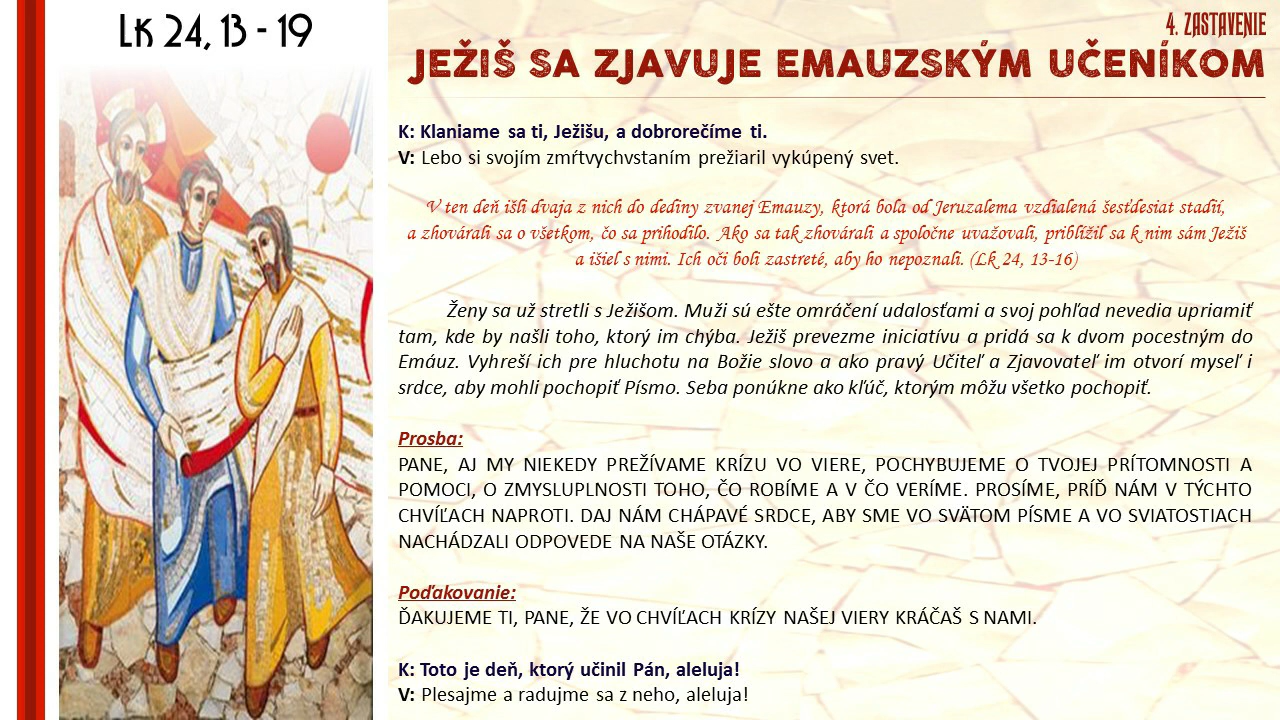 Lk 24, 13 - 19
4. ZASTAVENIE
JEŽIŠ SA ZJAVUJE EMAUZSKÝM UČENÍKOM
K: Klaniame sa ti, Ježišu, a dobrorečíme ti.
V: Lebo si svojím zmŕtvychvstaním prežiaril vykúpený svet.
V ten deň išli dvaja z nich do dediny zvanej Emauzy, ktorá bola od Jeruzalema vzdialená šesťdesiat stadií,
a zhovárali sa o všetkom, čo sa prihodilo. Ako sa tak zhovárali a spoločne uvažovali, priblížil sa k nim sám Ježiš
a išiel s nimi. Ich oči boli zastreté, aby ho nepoznali. (Lk 24, 13-16)
Ženy sa už stretli s Ježišom. Muži sú ešte omráčení udalosťami a svoj pohľad nevedia upriamiť
tam, kde by našli toho, ktorý im chýba. Ježiš prevezme iniciatívu a pridá sa k dvom pocestným do
Emáuz. Vyhreší ich pre hluchotu na Božie slovo a ako pravý Učiteľ a Zjavovateľ im otvorí myseľ i
srdce, aby mohli pochopiť Písmo. Seba ponúkne ako kľúč, ktorým môžu všetko pochopiť.
Prosba:
PANE, AJ MY NIEKEDY PREŽÍVAME KRÍZU VO VIERE, POCHYBUJEME O TVOJEJ PRÍTOMNOSTI A
POMOCI, O ZMYSLUPLNOSTI TOHO, ČO ROBÍME A V ČO VERÍME. PROSÍME, PRÍĎ NÁM V TÝCHTO
CHVÍĽACH NAPROTI. DAJ NÁM CHÁPAVÉ SRDCE, ABY SME VO SVÄTOM PÍSME A VO SVIATOSTIACH
NACHÁDZALI ODPOVEDE NA NAŠE OTÁZKY.
Poďakovanie:
ĎAKUJEME TI, PANE, ŽE VO CHVÍĽACH KRÍZY NAŠEJ VIERY KRÁČAŠ S NAMI.
K: Toto je deň, ktorý učinil Pán, aleluja!
V: Plesajme a radujme sa z neho, aleluja!